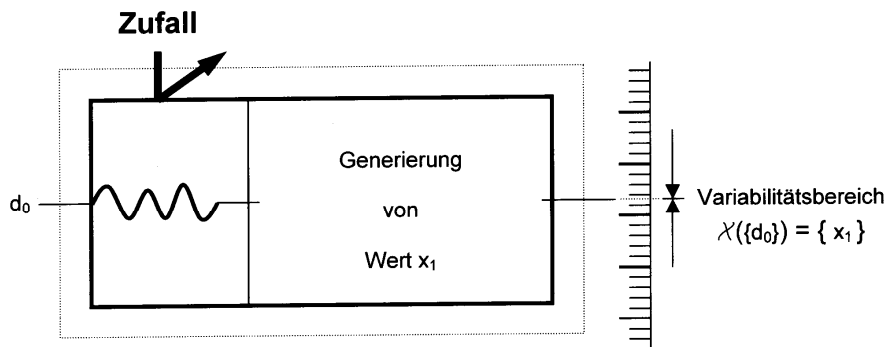 Zufall
d₀
Generierung
von
Wert x₁
Variabilitätsbereich
𝒳({d₀}) = { x₁}